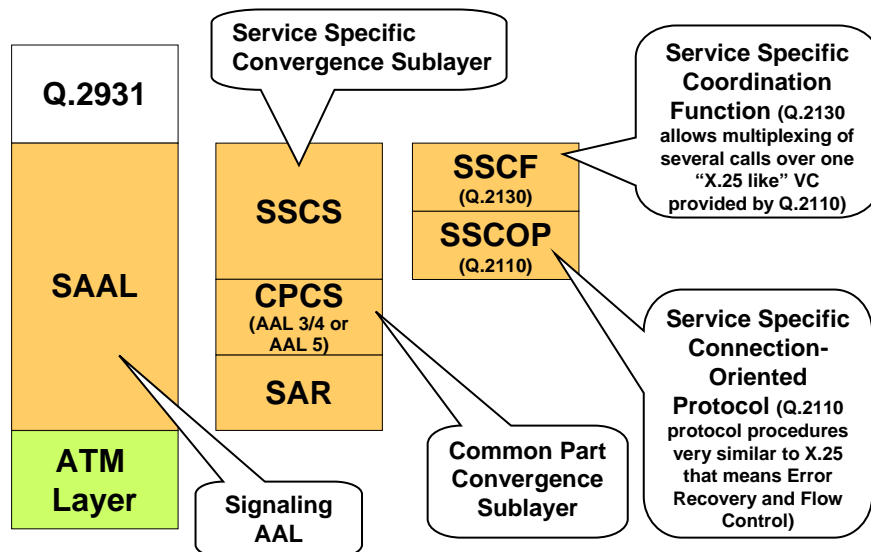 Service Specific
Convergence Sublayer
Q.2931
SAAL
ATM
Layer
SSCS
CPCS
(AAL 3/4 or
AAL 5)
SAR
SSCF
(Q.2130)
SSCOP
(Q.2110)
Service Specific
Coordination
Function (Q.2130
allows multiplexing of
several calls over one
“X.25 like” VC
provided by Q.2110)
Service Specific
Connection-
Oriented
Protocol (Q.2110
protocol procedures
very similar to X.25
that means Error
Recovery and Flow
Control)
Common Part
Convergence
Sublayer
Signaling
AAL